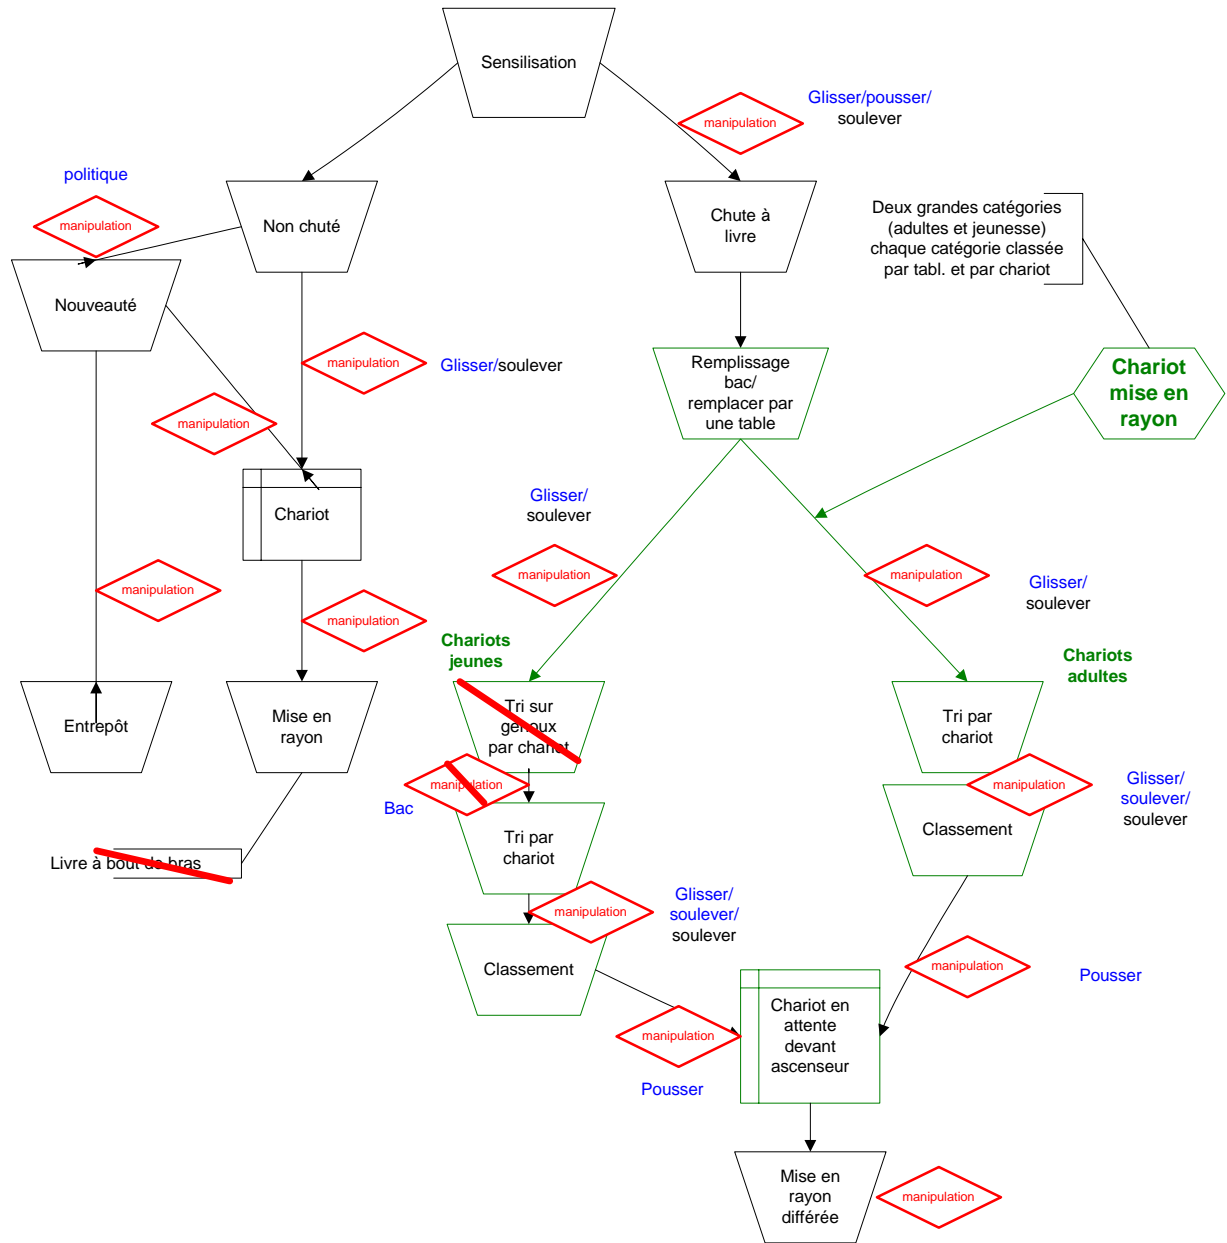 Sensilisation
Glisser/pousser/
soulever
manipulation
politique
manipulation
Non chuté
Chute à
livre
Deux grandes catégories
(adultes et jeunesse)
chaque catégorie classée
par tabl. et par chariot
Nouveauté
manipulation
Glisser/soulever
Remplissage
bac/
remplacer par
une table
Chariot
mise en
rayon
manipulation
Chariot
Glisser/
soulever
manipulation
manipulation
Glisser/
soulever
manipulation
manipulation
Chariots
jeunes
Chariots
adultes
Entrepôt
Mise en
rayon
Tri sur
genoux
par chariot
Tri par
chariot
manipulation
Bac
manipulation
Glisser/
soulever/
soulever
Classement
Tri par
chariot
Livre à bout de bras
manipulation
Glisser/
soulever/
soulever
Classement
manipulation
Pousser
Chariot en
attente
devant
ascenseur
manipulation
Pousser
Mise en
rayon
différée
manipulation